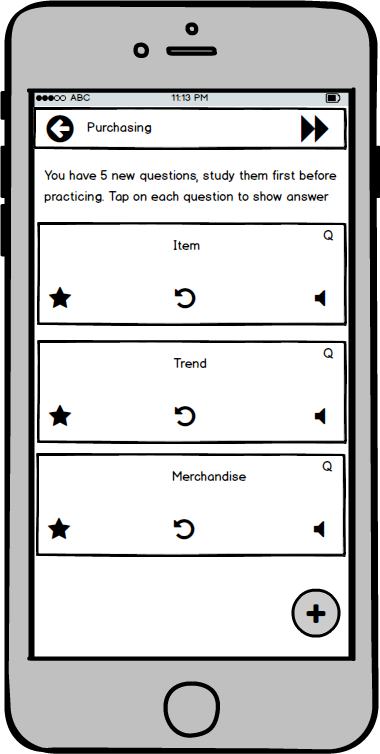 ABC 11:13 PM
Purchasing
You have 5 new questions, study them first before
practicing. Tap on each question to show answer
Q
Item
Q
Trend
Q
Merchandise